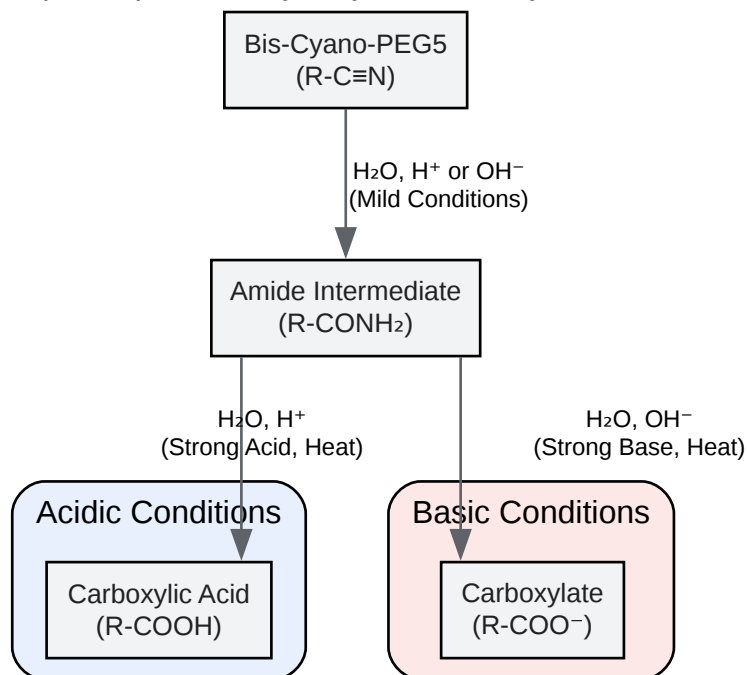 Bis-Cyano-PEG5
(R-C≡N)
H₂O, H⁺ or OH⁻
(Mild Conditions)
Amide Intermediate
(R-CONH₂)
H₂O, H⁺
(Strong Acid, Heat)
H₂O, OH⁻
(Strong Base, Heat)
Acidic Conditions
Basic Conditions
Carboxylic Acid
(R-COOH)
Carboxylate
(R-COO⁻)